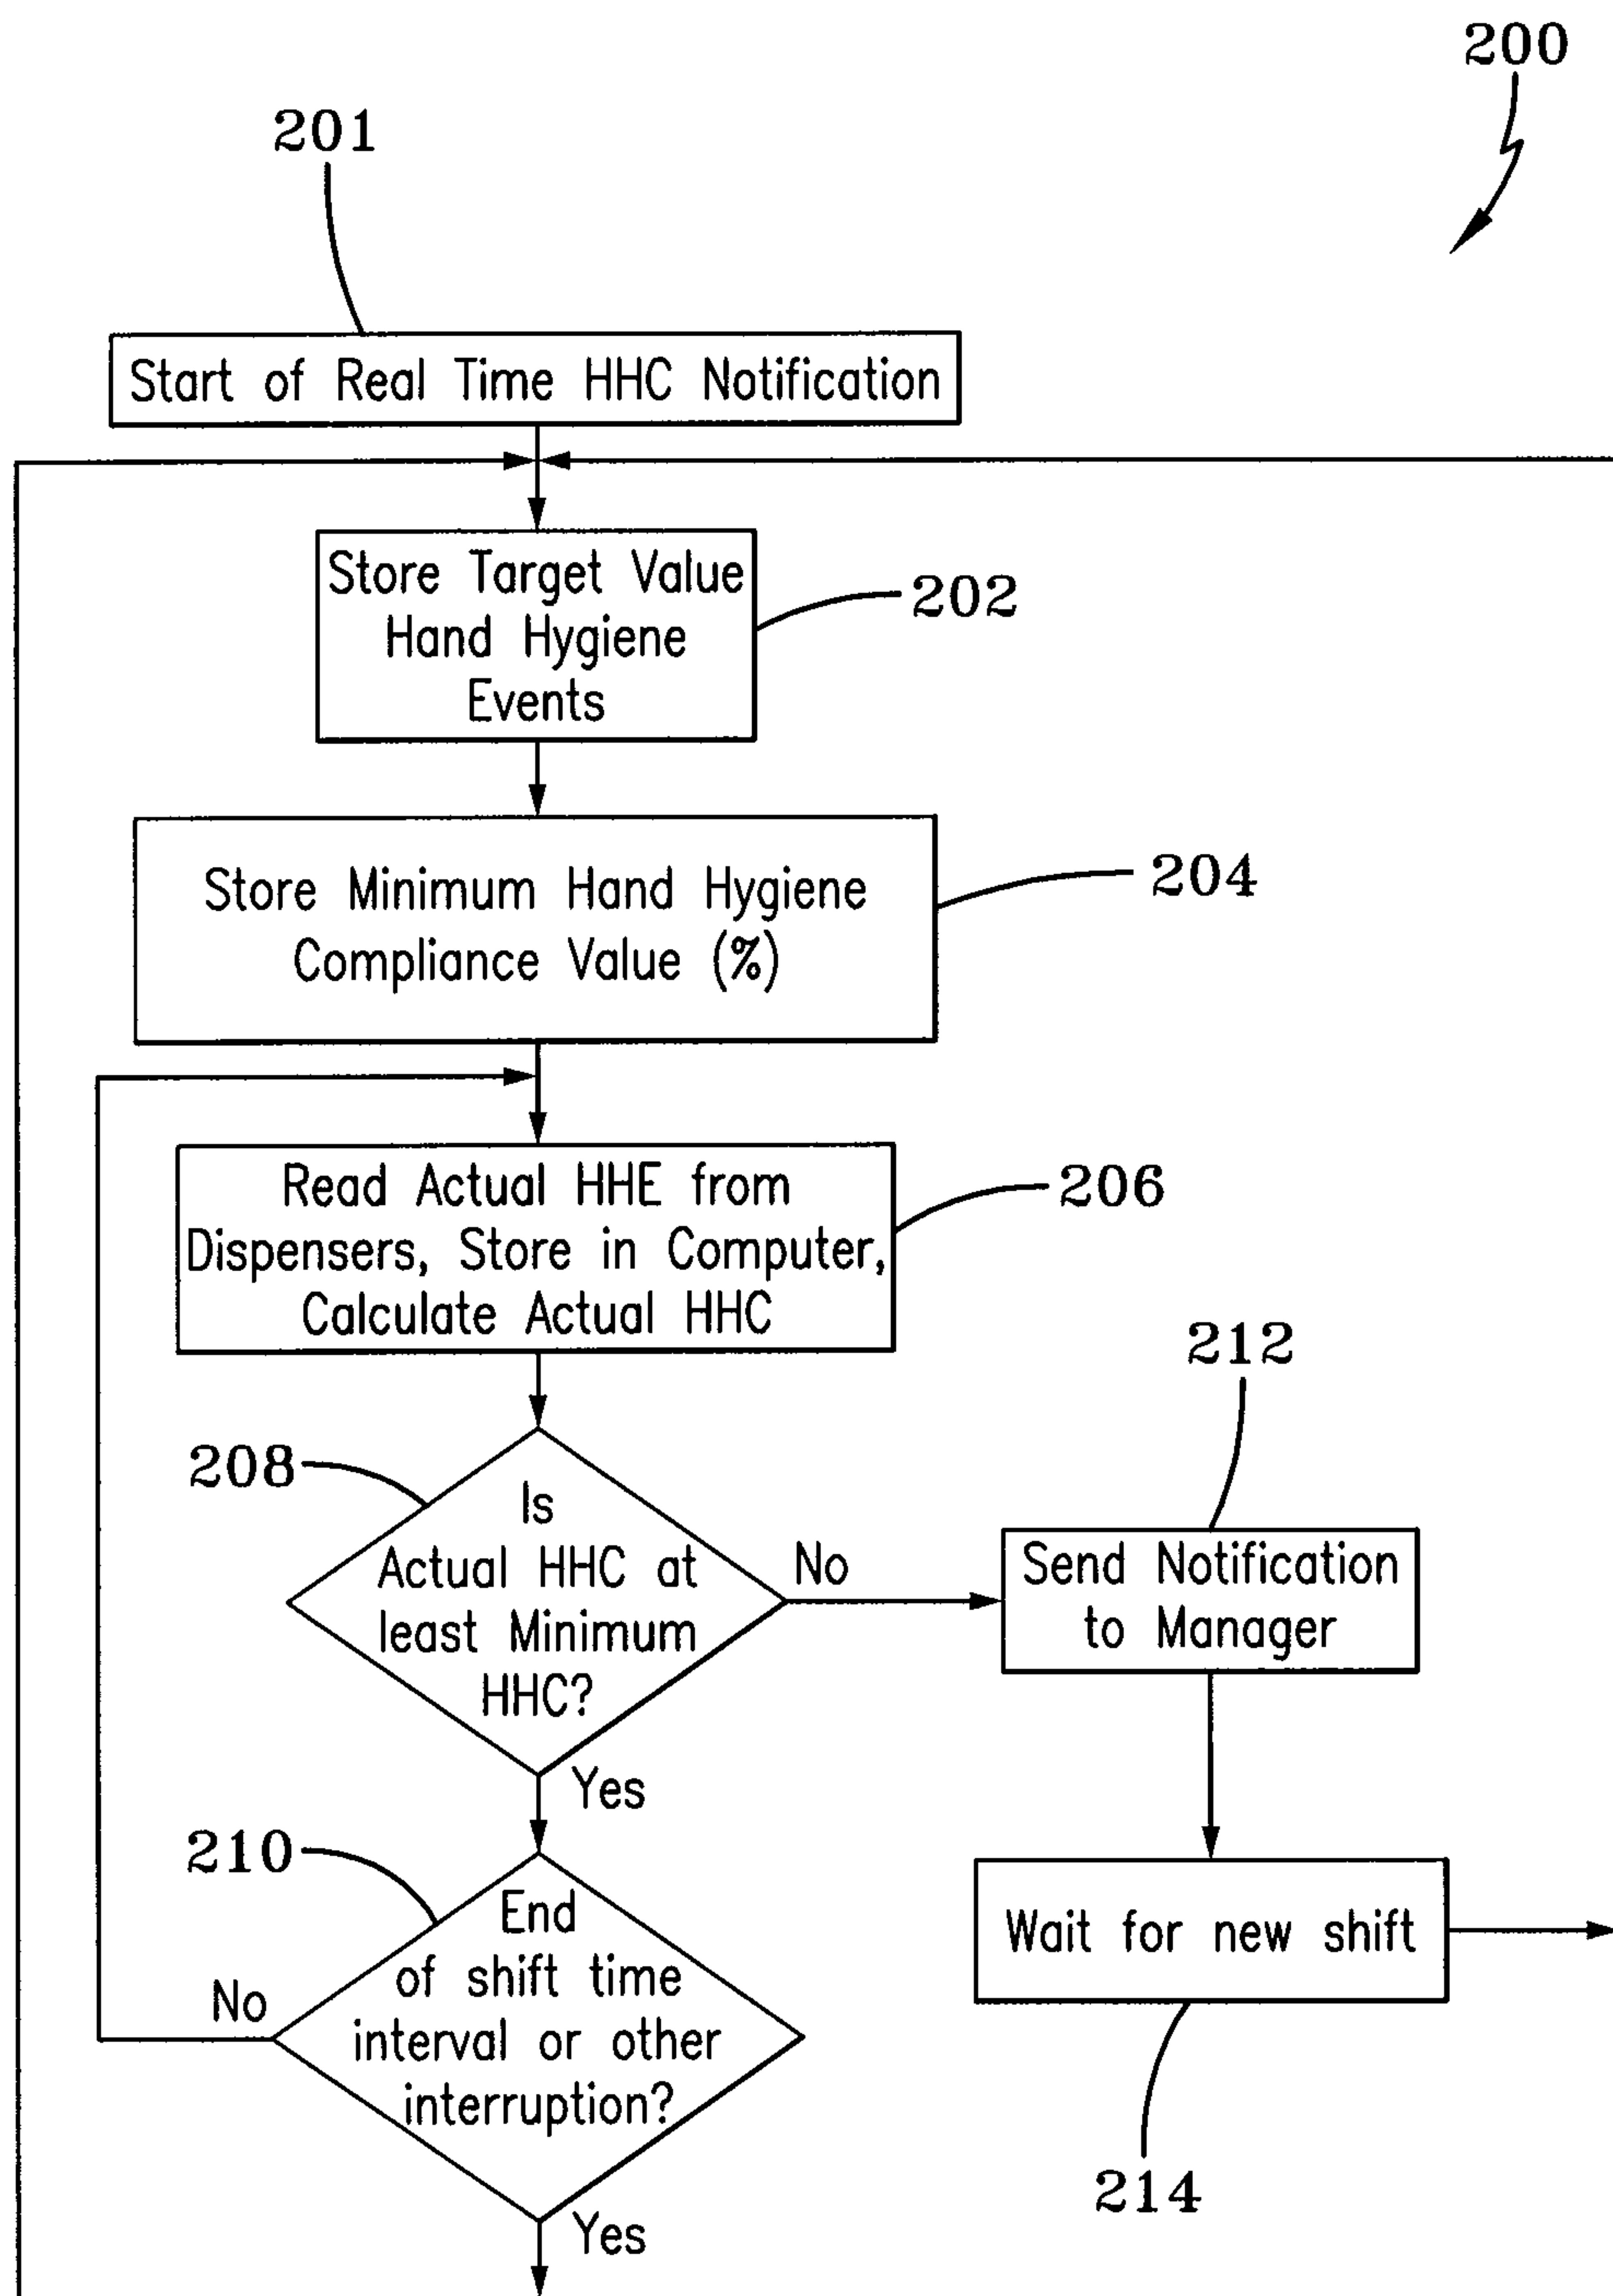 200
201
Start of Real Time HHC Notification
Store Target Value
Hand Hygiene
Events
202
Store Minimum Hand Hygiene
Compliance Value (%)
204
Read Actual HHE from
Dispensers, Store in Computer,
Calculate Actual HHC
206
208
Is
Actual HHC at
least Minimum
HHC?
No
212
Send Notification
to Manager
Yes
210
End
of shift time
interval or other
interruption?
No
Wait for new shift
214
Yes